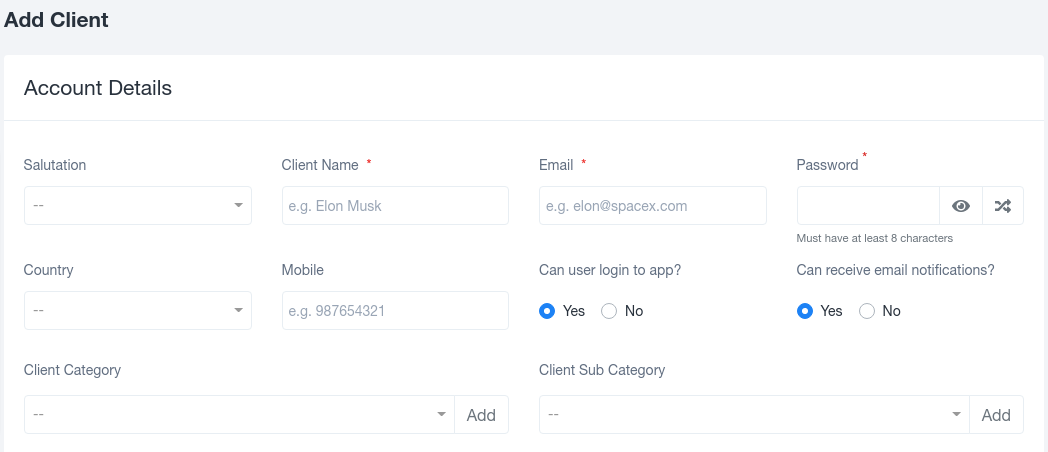 Add Client
Account Details
Salutation Client Name * Email * Password *
-- e.g. Elon Musk e.g. elon@spacex.com
Must have at least 8 characters
Country Mobile Can user login to app? Can receive email notifications?
-- e.g. 987654321 Yes No Yes No
Client Category Client Sub Category
-- Add -- Add